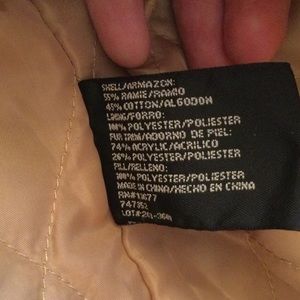 SHELL/ARMAZON:
55% RAMIE/RAMIO
45% COTTON/ALGODON
LINING/FORRO:
100% POLYESTER/POLIESTER
FUR TRIM/ADORNO DE PIEL:
74% ACRYLIC/ACRILICO
26% POLYESTER/POLIESTER
FILL/RELLENO:
100% POLYESTER/POLIESTER
MADE IN CHINA/HECHO EN CHINA
747352